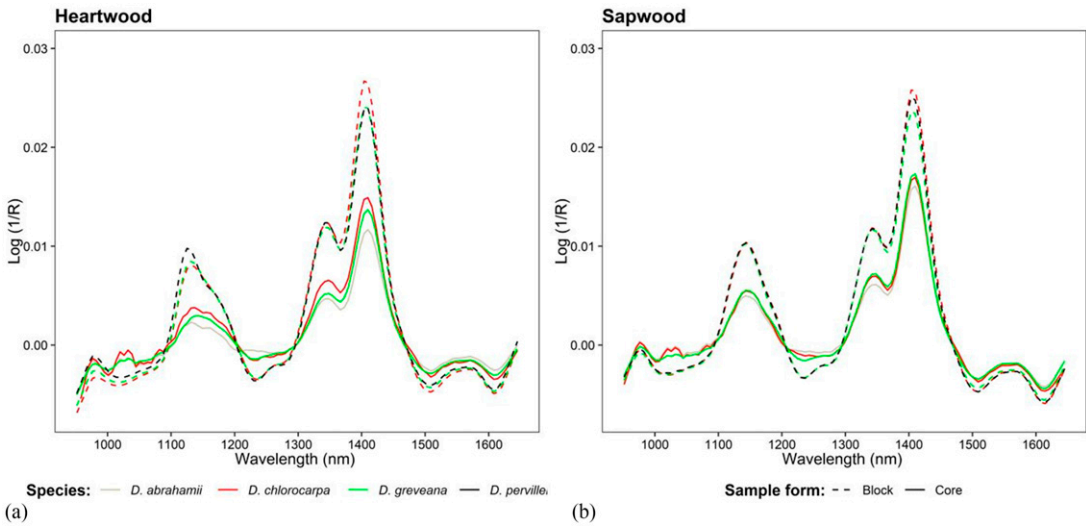 Heartwood
Sapwood
0.03
0.02
0.01
0.00
Log (1/R)
1000 1100 1200 1300 1400 1500 1600
Wavelength (nm)
0.03
0.02
0.01
0.00
Log (1/R)
1000 1100 1200 1300 1400 1500 1600
Wavelength (nm)
Species: D. abrahamii D. chlorocarpa D. greveana D. perville
Sample form: Block Core
(a)
(b)